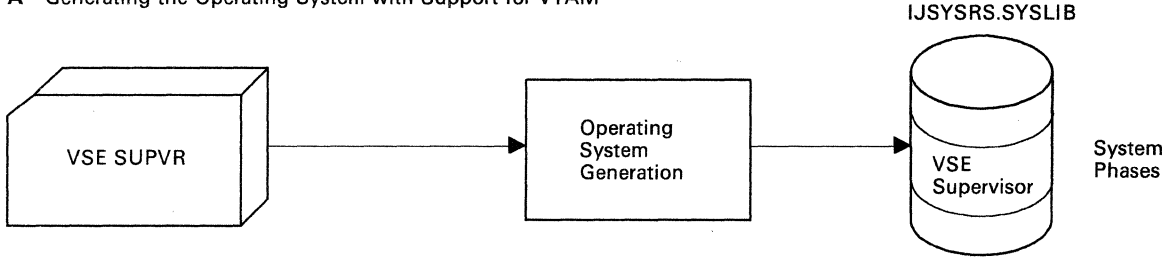 A Generating the Operating System with Support for VTAM
IJSYSRS.SYSLIB
VSE SUPVR
Operating
System
Generation
VSE
Supervisor
System
Phases